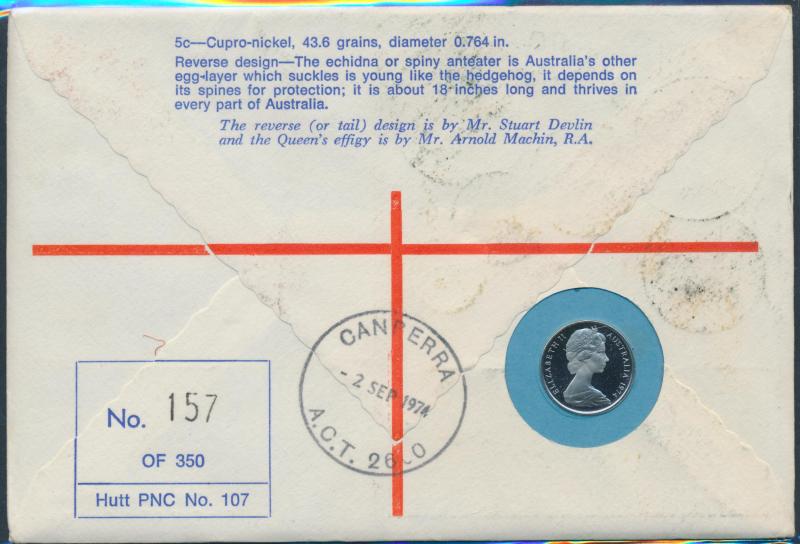 5c—Cupro-nickel, 43.6 grains, diameter 0.764 in.
Reverse design—The echidna or spiny anteater is Australia's other
egg-layer which suckles is young like the hedgehog, it depends on
its spines for protection; it is about 18 inches long and thrives in
every part of Australia.
The reverse (or tail) design is by Mr. Stuart Devlin
and the Queen's effigy is by Mr. Arnold Machin, R.A.
CANBERRA
- 2 SEP 1974
A.C.T. 2600
ELIZABETH II
AUSTRALIA 1974
No. 157
OF 350
Hutt PNC No. 107